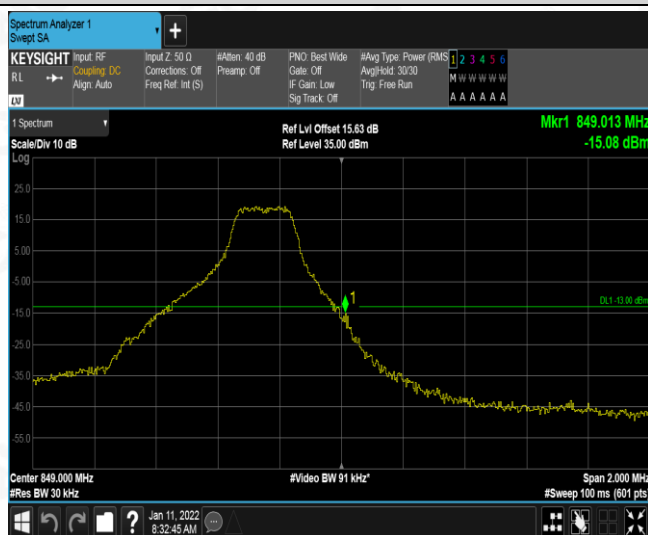 Spectrum Analyzer 1
Swept SA
+
KEYSIGHT Input: RF Input Z: 50 Ω #Atten: 40 dB PNO: Best Wide #Avg Type: Power (RMS 1 2 3 4 5 6
RL Coupling: DC Corrections: Off Preamp: Off Gate: Off Avg|Hold: 30/30 M W W W W W
Align: Auto Freq Ref: Int (S) IF Gain: Low Trig: Free Run
Sig Track: Off A A A A A A
1 Spectrum Ref Lvl Offset 15.63 dB Mkr1 849.013 MHz
Scale/Div 10 dB Ref Level 35.00 dBm -15.08 dBm
Log
25.0
15.0
5.00
-5.00
1
DL1 -13.00 dBm
-15.0
-25.0
-35.0
-45.0
-55.0
Center 849.000 MHz #Video BW 91 kHz* Span 2.000 MHz
#Res BW 30 kHz #Sweep 100 ms (601 pts)
? Jan 11, 2022
8:32:45 AM